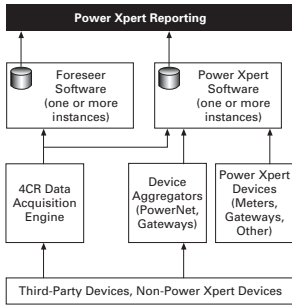 Power Xpert Reporting
Foreseer
Software
(one or more
instances)
Power Xpert
Software
(one or more
instances)
4CR Data
Acquisition
Engine
Device
Aggregators
(PowerNet,
Gateways)
Power Xpert
Devices
(Meters,
Gateways,
Other)
Third-Party Devices, Non-Power Xpert Devices